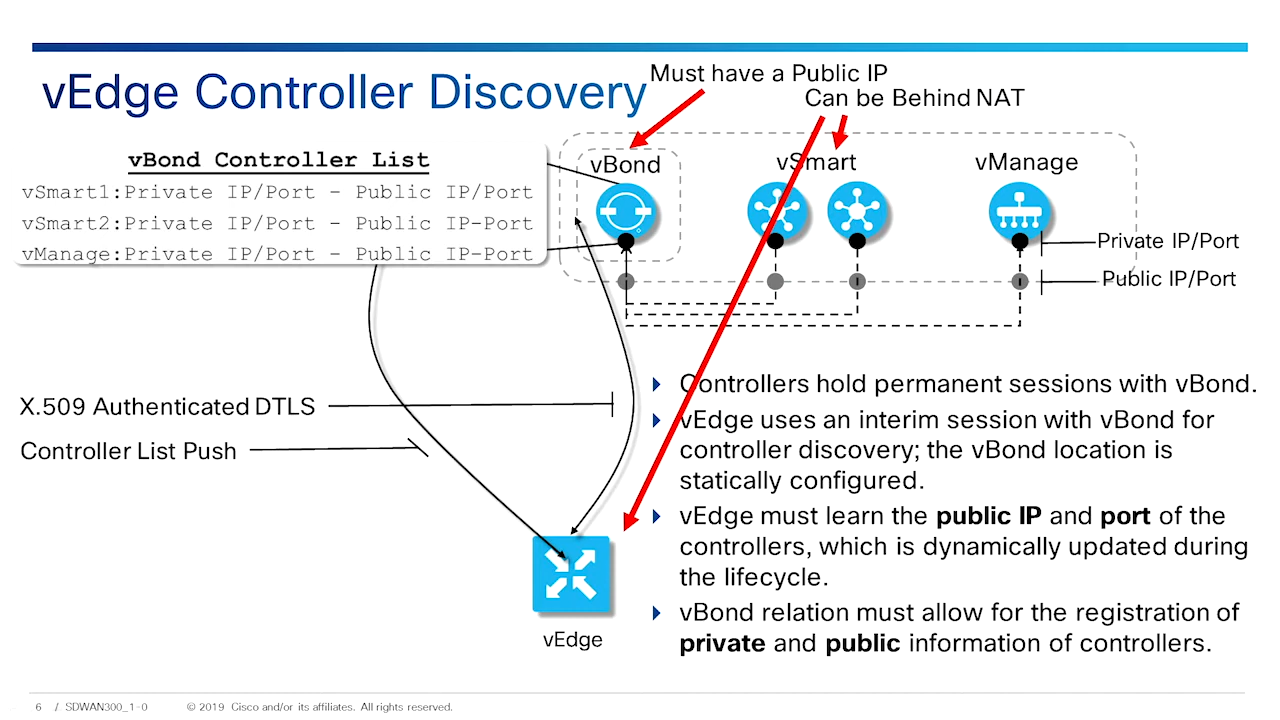 vEdge Controller Discovery
Must have a Public IP
Can be Behind NAT
vBond Controller List
vSmart1:Private IP/Port - Public IP/Port
vSmart2:Private IP/Port - Public IP-Port
vManage:Private IP/Port - Public IP-Port
vBond
vSmart
vManage
Private IP/Port
Public IP/Port
X.509 Authenticated DTLS
Controller List Push
vEdge
Controllers hold permanent sessions with vBond.
vEdge uses an interim session with vBond for
controller discovery; the vBond location is
statically configured.
vEdge must learn the public IP and port of the
controllers, which is dynamically updated during
the lifecycle.
vBond relation must allow for the registration of
private and public information of controllers.
6 / SDWAN300_1-0 © 2019 Cisco and/or its affiliates. All rights reserved.